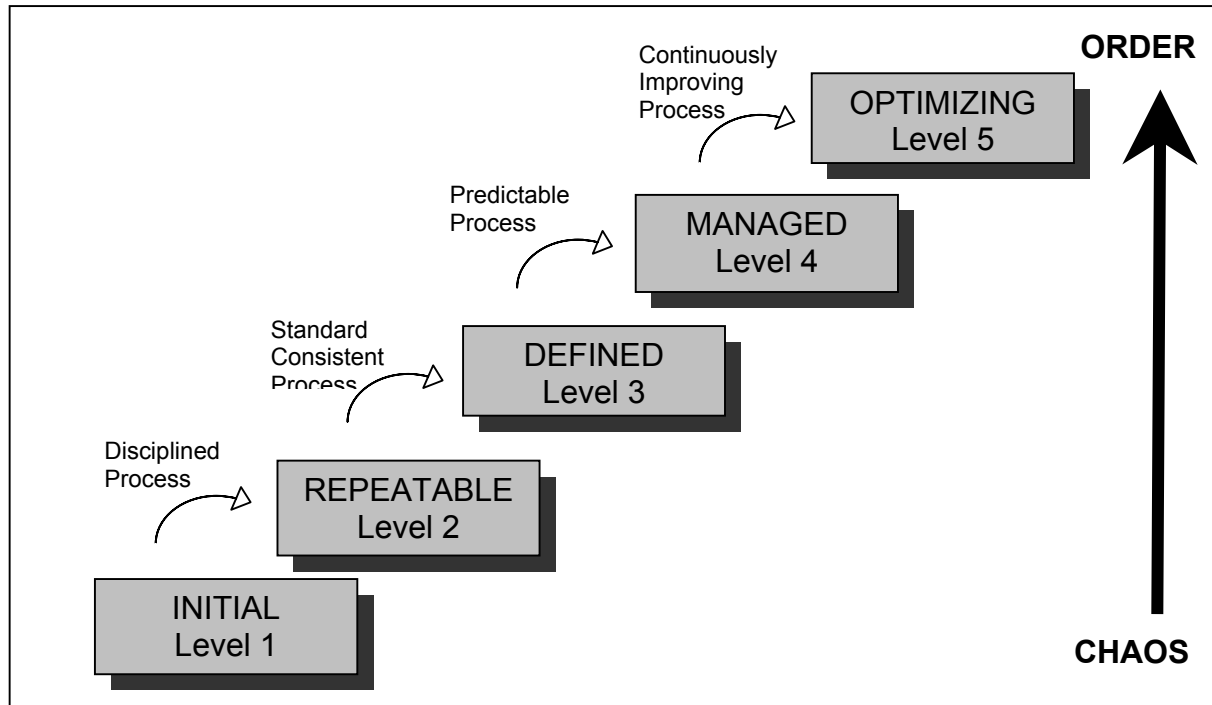 Continuously
Improving
Process
ORDER
OPTIMIZING
Level 5
Predictable
Process
MANAGED
Level 4
Standard
Consistent
Process
DEFINED
Level 3
Disciplined
Process
REPEATABLE
Level 2
INITIAL
Level 1
CHAOS